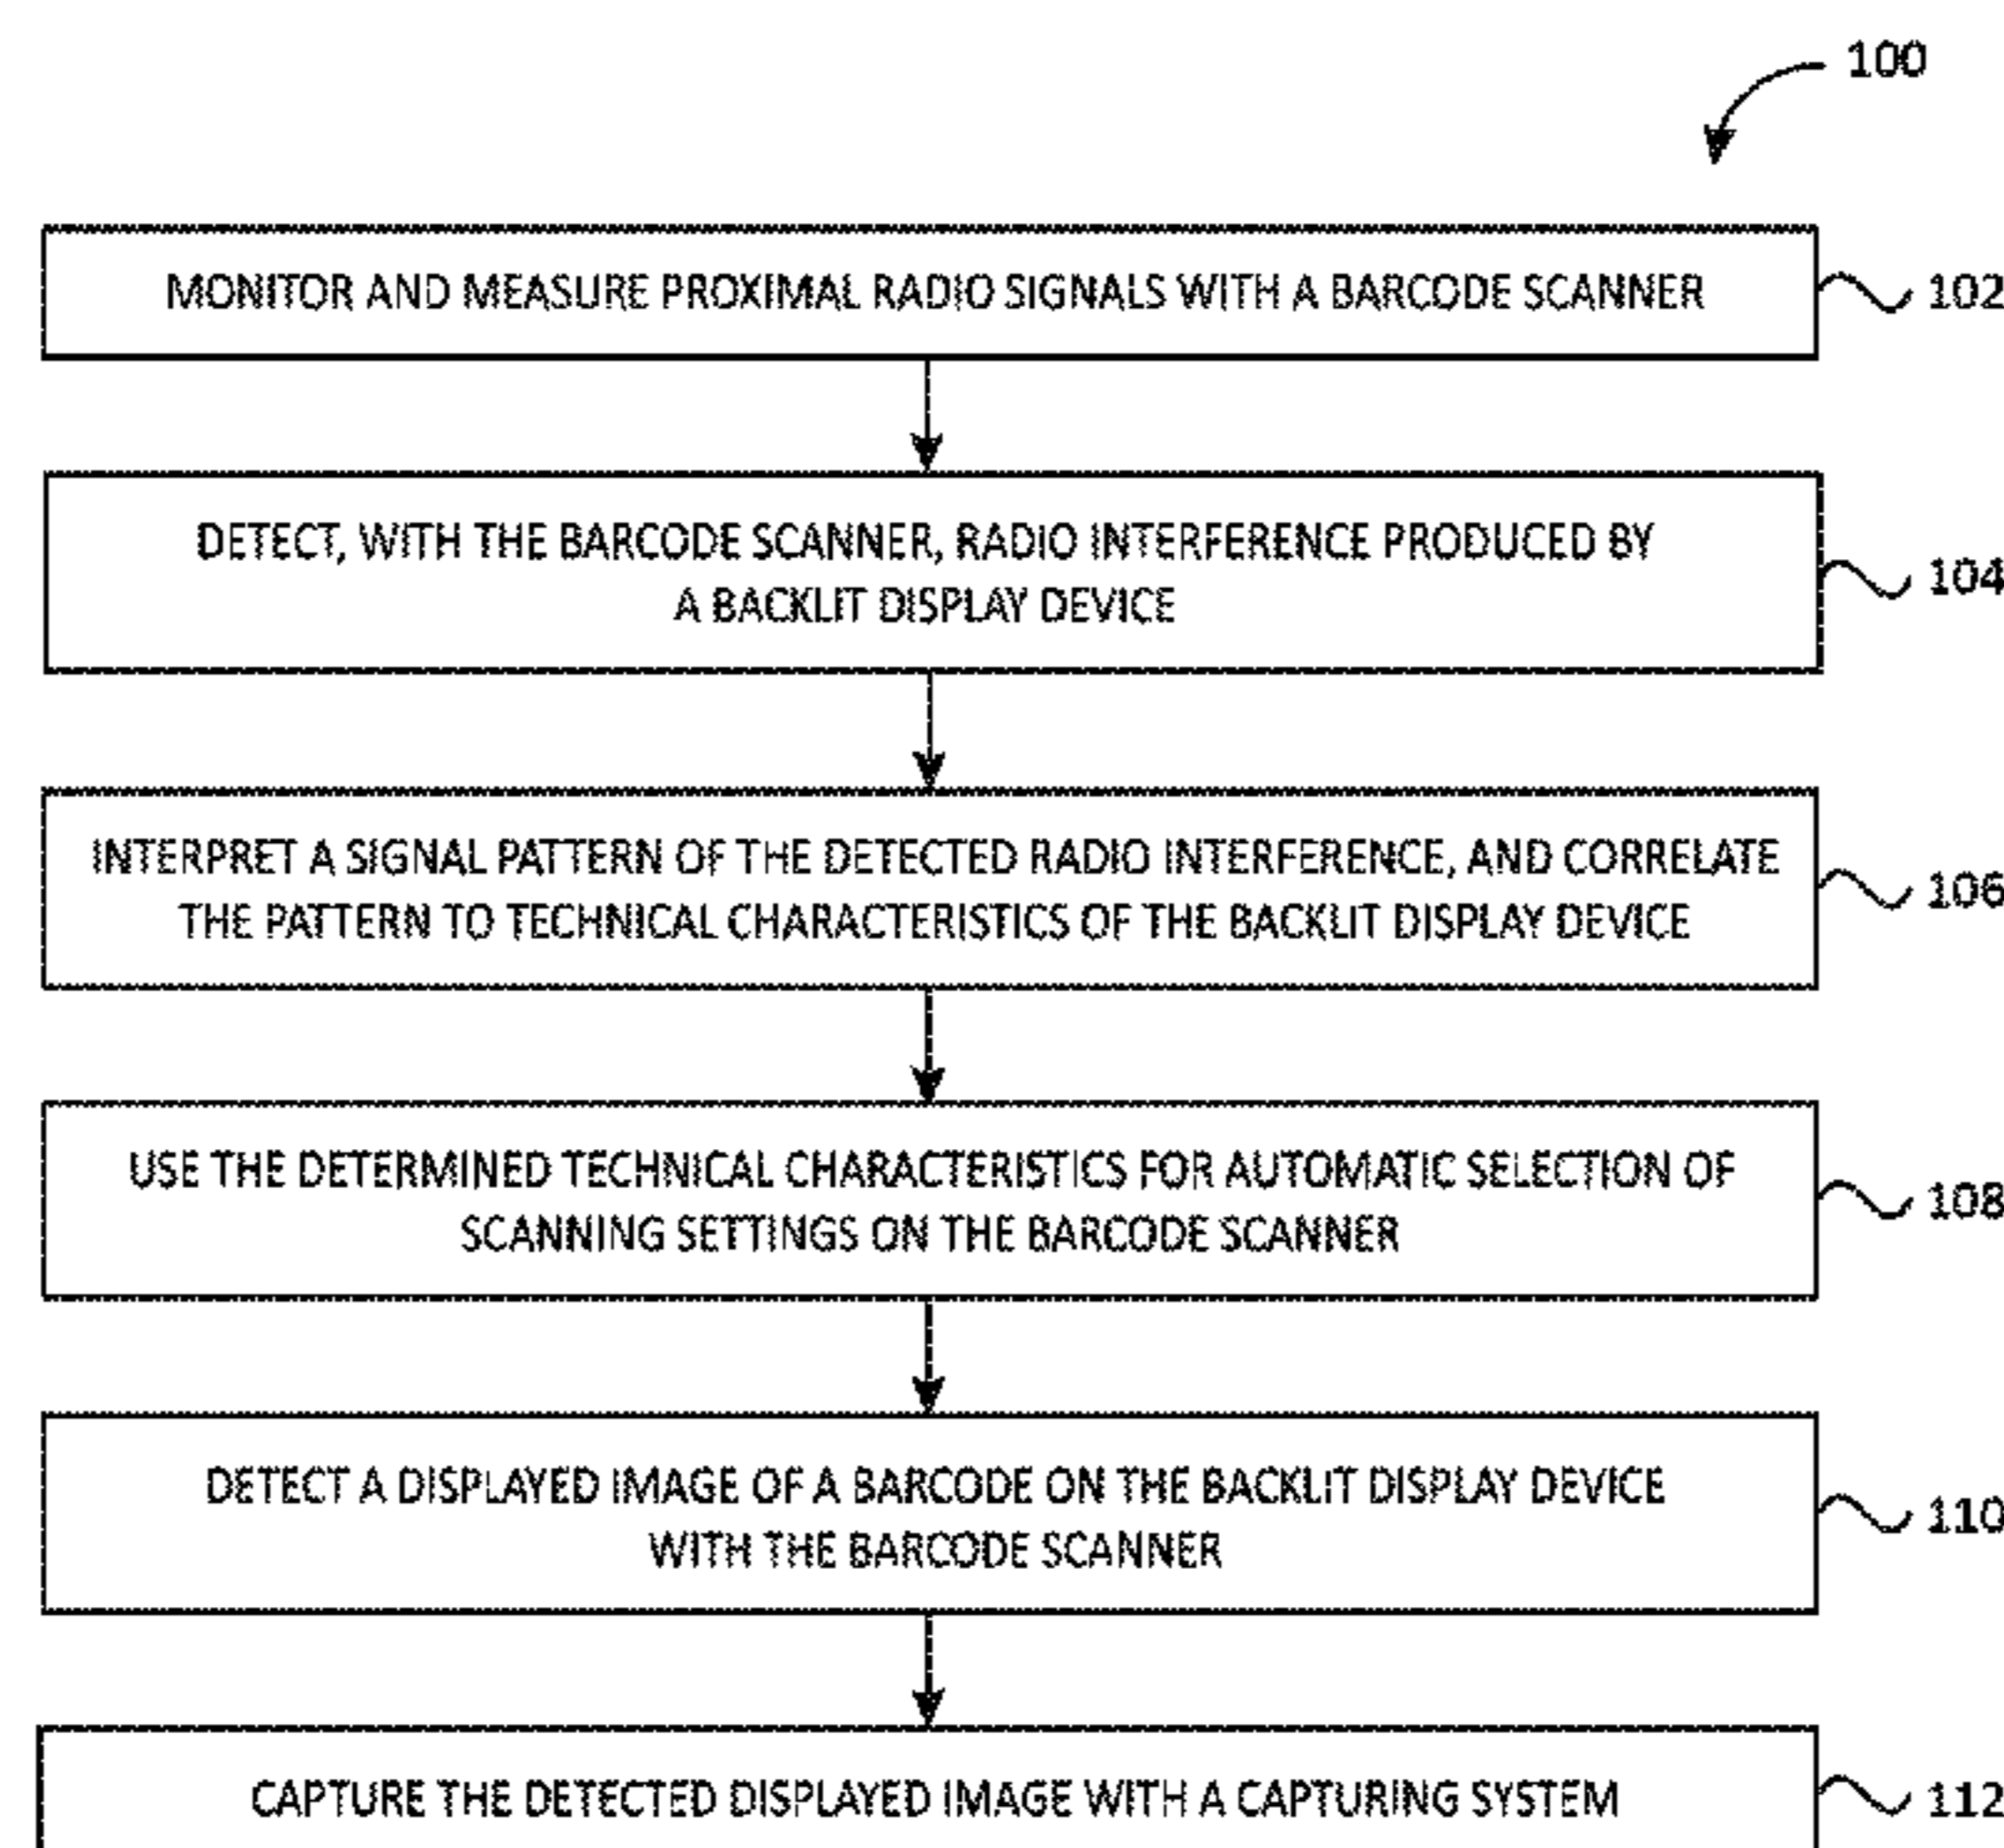 100
MONITOR AND MEASURE PROXIMAL RADIO SIGNALS WITH A BARCODE SCANNER
102
DETECT, WITH THE BARCODE SCANNER, RADIO INTERFERENCE PRODUCED BY
A BACKLIT DISPLAY DEVICE
104
INTERPRET A SIGNAL PATTERN OF THE DETECTED RADIO INTERFERENCE, AND CORRELATE
THE PATTERN TO TECHNICAL CHARACTERISTICS OF THE BACKLIT DISPLAY DEVICE
106
USE THE DETERMINED TECHNICAL CHARACTERISTICS FOR AUTOMATIC SELECTION OF
SCANNING SETTINGS ON THE BARCODE SCANNER
108
DETECT A DISPLAYED IMAGE OF A BARCODE ON THE BACKLIT DISPLAY DEVICE
WITH THE BARCODE SCANNER
110
CAPTURE THE DETECTED DISPLAYED IMAGE WITH A CAPTURING SYSTEM
112